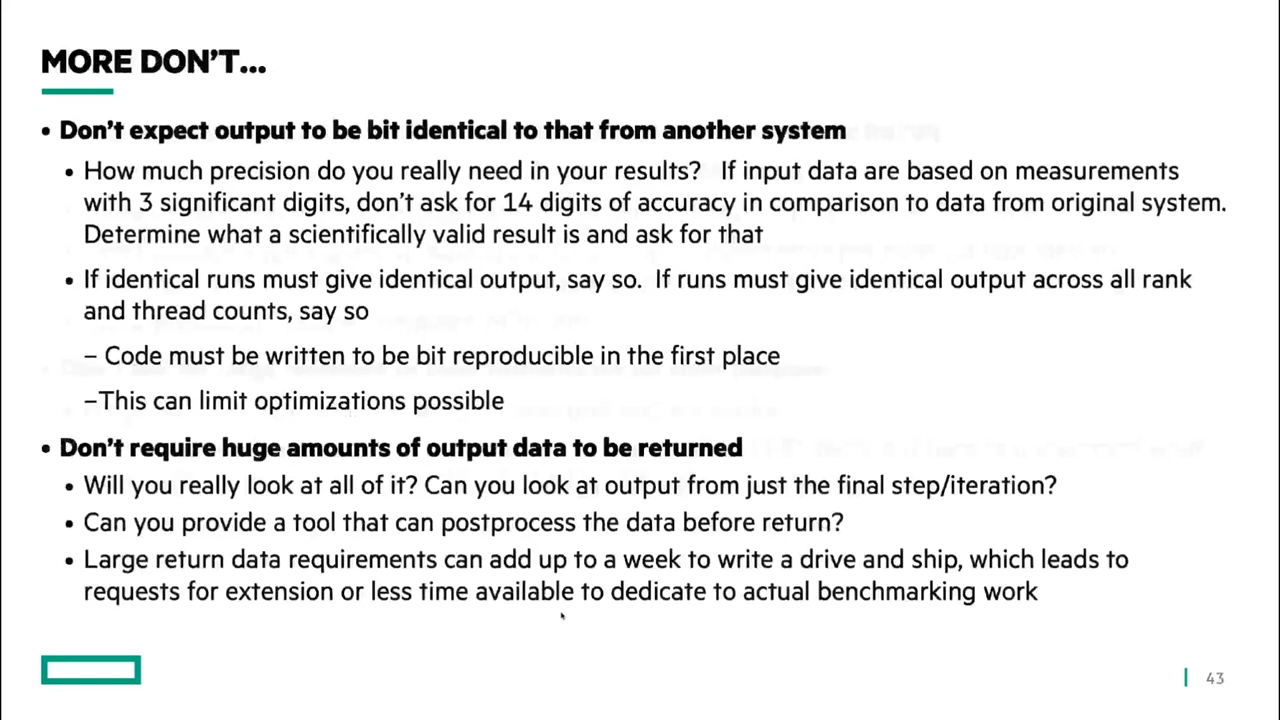 MORE DON'T...
• Don't expect output to be bit identical to that from another system
• How much precision do you really need in your results? If input data are based on measurements
with 3 significant digits, don't ask for 14 digits of accuracy in comparison to data from original system.
Determine what a scientifically valid result is and ask for that
• If identical runs must give identical output, say so. If runs must give identical output across all rank
and thread counts, say so
– Code must be written to be bit reproducible in the first place
–This can limit optimizations possible
• Don't require huge amounts of output data to be returned
• Will you really look at all of it? Can you look at output from just the final step/iteration?
• Can you provide a tool that can postprocess the data before return?
• Large return data requirements can add up to a week to write a drive and ship, which leads to
requests for extension or less time available to dedicate to actual benchmarking work
43